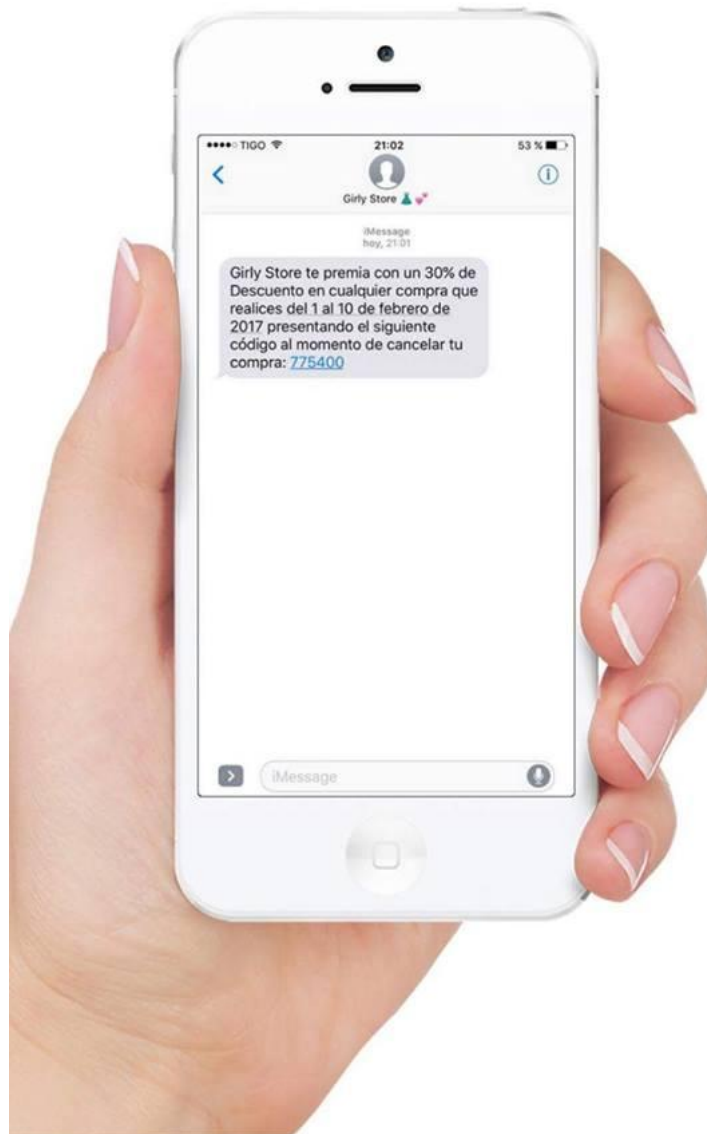 TIGO 21:02 53 %
Girly Store 👗 💕
iMessage
hoy, 21:01
Girly Store te premia con un 30% de
Descuento en cualquier compra que
realices del 1 al 10 de febrero de
2017 presentando el siguiente
código al momento de cancelar tu
compra: 775400
iMessage